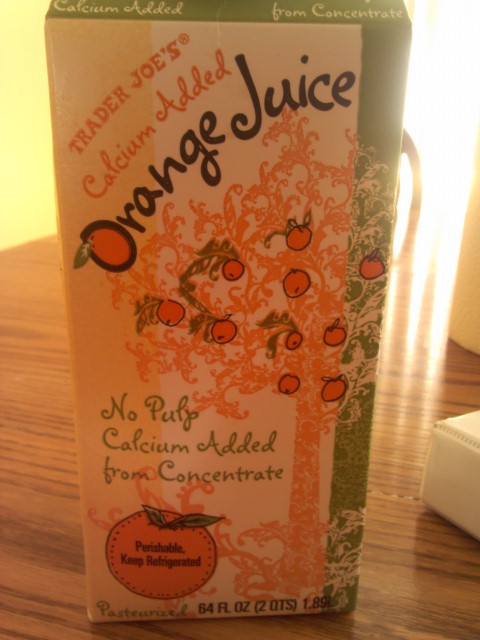 Calcium Added
from Concentrate
TRADER JOE'S®
Calcium Added
Orange Juice
No Pulp
Calcium Added
from Concentrate
Perishable,
Keep Refrigerated
Pasteurized 64 FL OZ (2 QTS) 1.89L